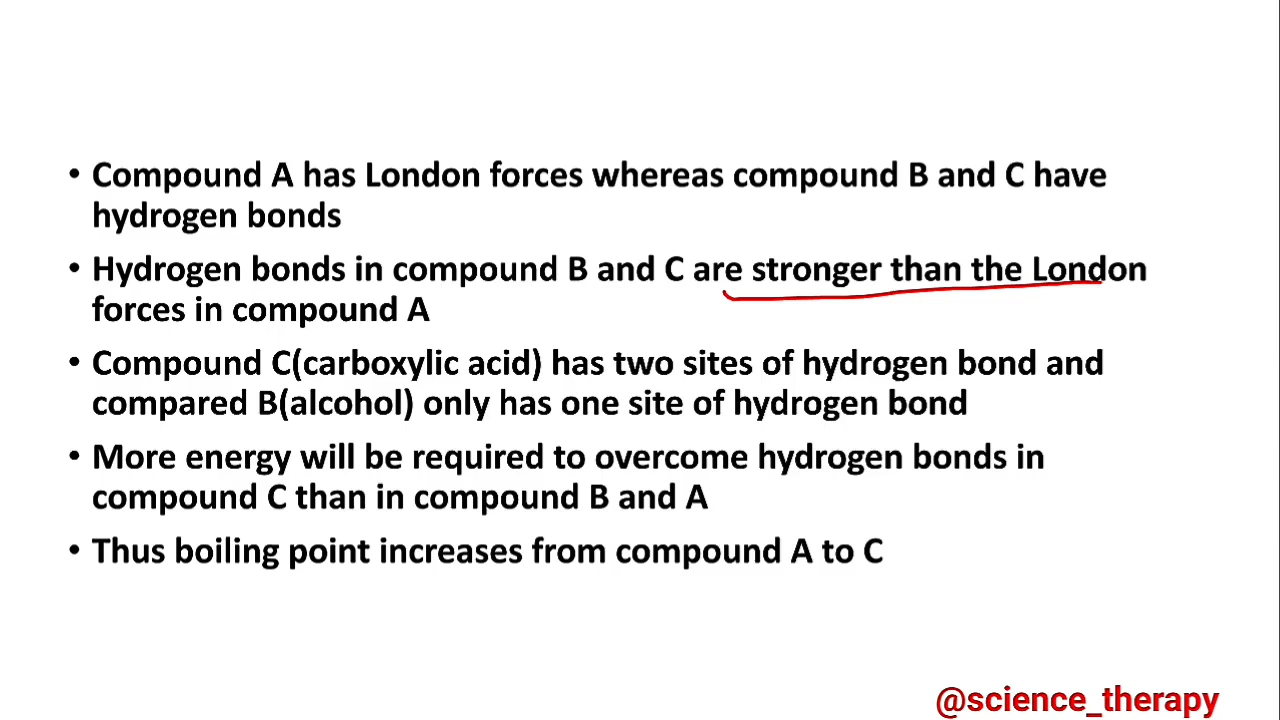 • Compound A has London forces whereas compound B and C have
hydrogen bonds
• Hydrogen bonds in compound B and C are stronger than the London
forces in compound A
• Compound C(carboxylic acid) has two sites of hydrogen bond and
compared B(alcohol) only has one site of hydrogen bond
• More energy will be required to overcome hydrogen bonds in
compound C than in compound B and A
• Thus boiling point increases from compound A to C
@science_therapy